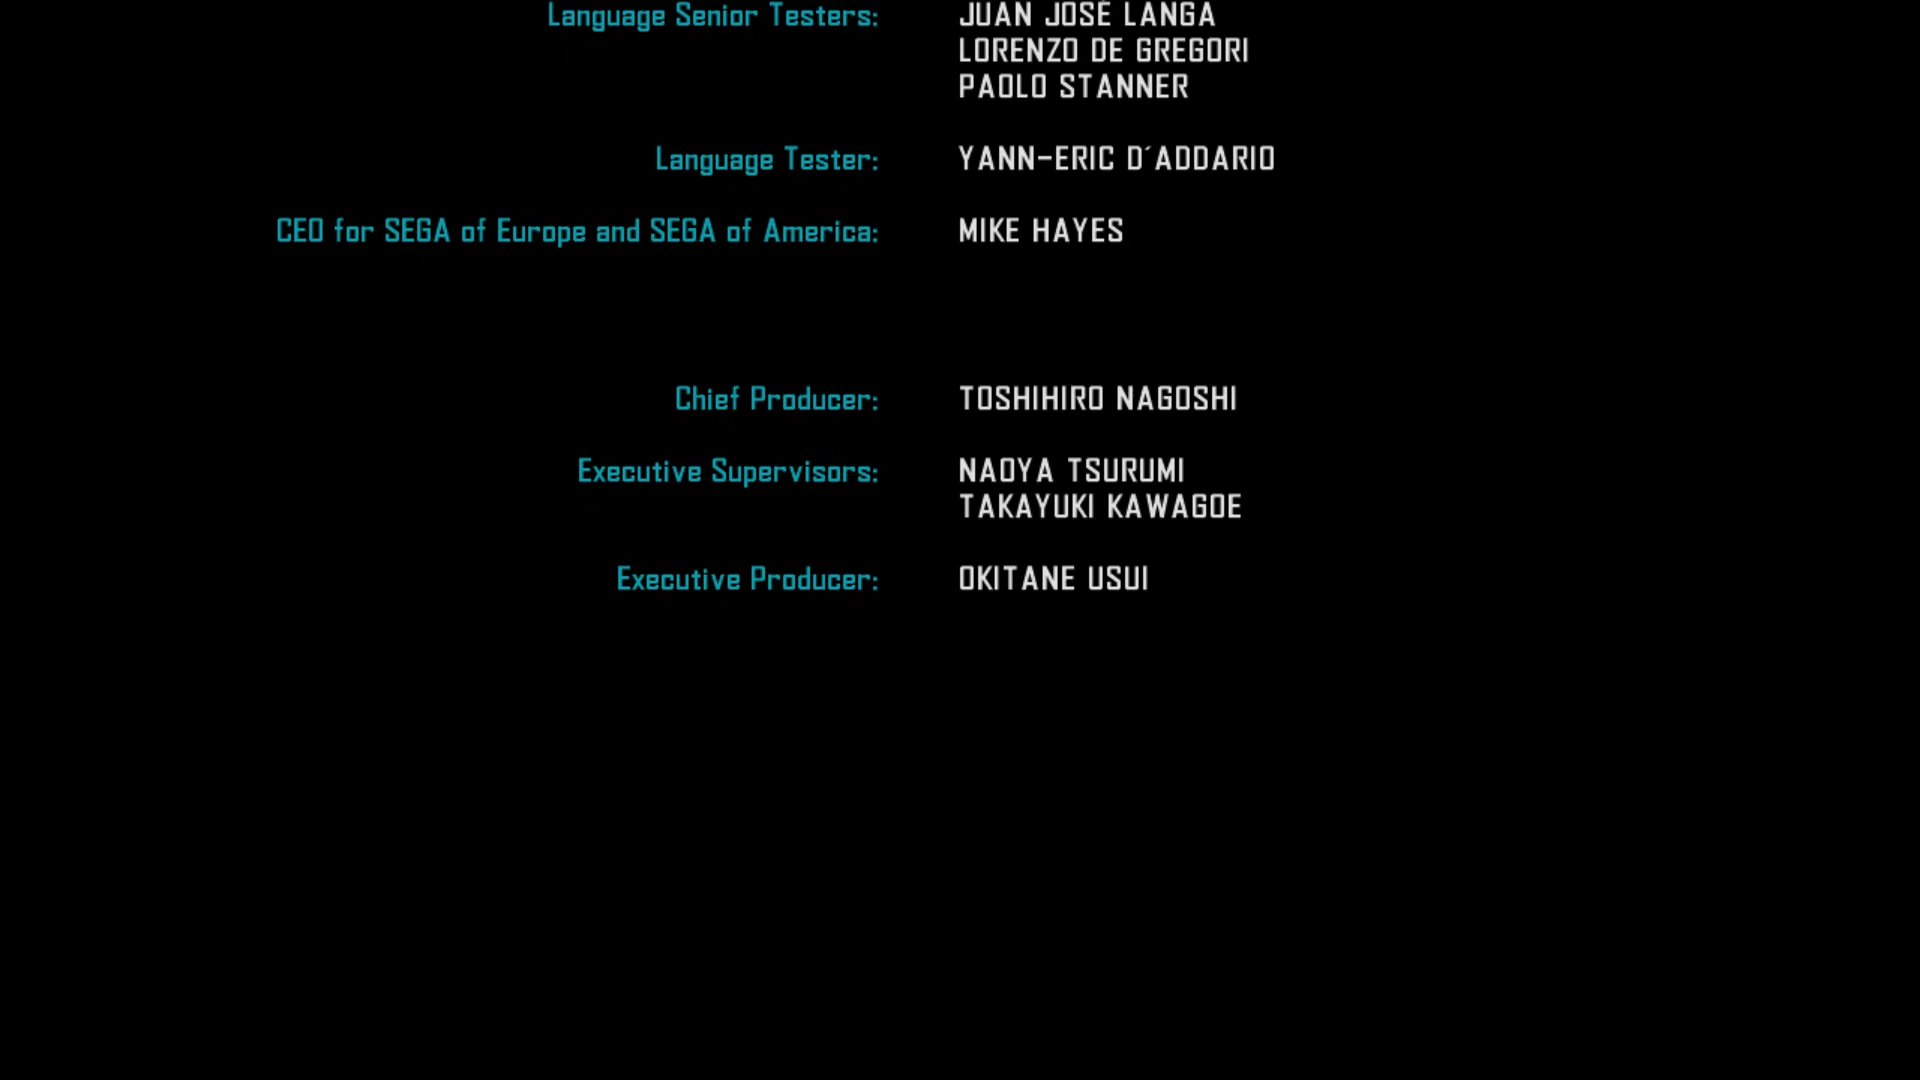 Language Senior Testers: JUAN JOSÉ LANGA
LORENZO DE GREGORI
PAOLO STANNER
Language Tester: YANN-ERIC D´ADDARIO
CEO for SEGA of Europe and SEGA of America: MIKE HAYES
Chief Producer: TOSHIHIRO NAGOSHI
Executive Supervisors: NAOYA TSURUMI
TAKAYUKI KAWAGOE
Executive Producer: OKITANE USUI